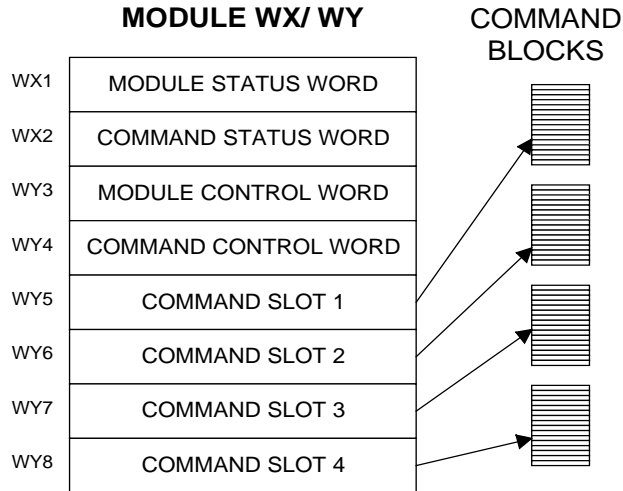 MODULE WX/ WY
COMMAND
BLOCKS
WX1 MODULE STATUS WORD
WX2 COMMAND STATUS WORD
WY3 MODULE CONTROL WORD
WY4 COMMAND CONTROL WORD
WY5 COMMAND SLOT 1
WY6 COMMAND SLOT 2
WY7 COMMAND SLOT 3
WY8 COMMAND SLOT 4